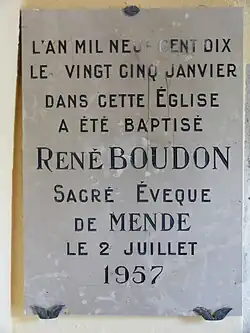 L'AN MIL NEUF CENT DIX
LE VINGT CINQ JANVIER
DANS CETTE ÉGLISE
A ÉTÉ BAPTISÉ
RENÉ BOUDON
SACRÉ ÉVEQUE
DE MENDE
LE 2 JUILLET
1957